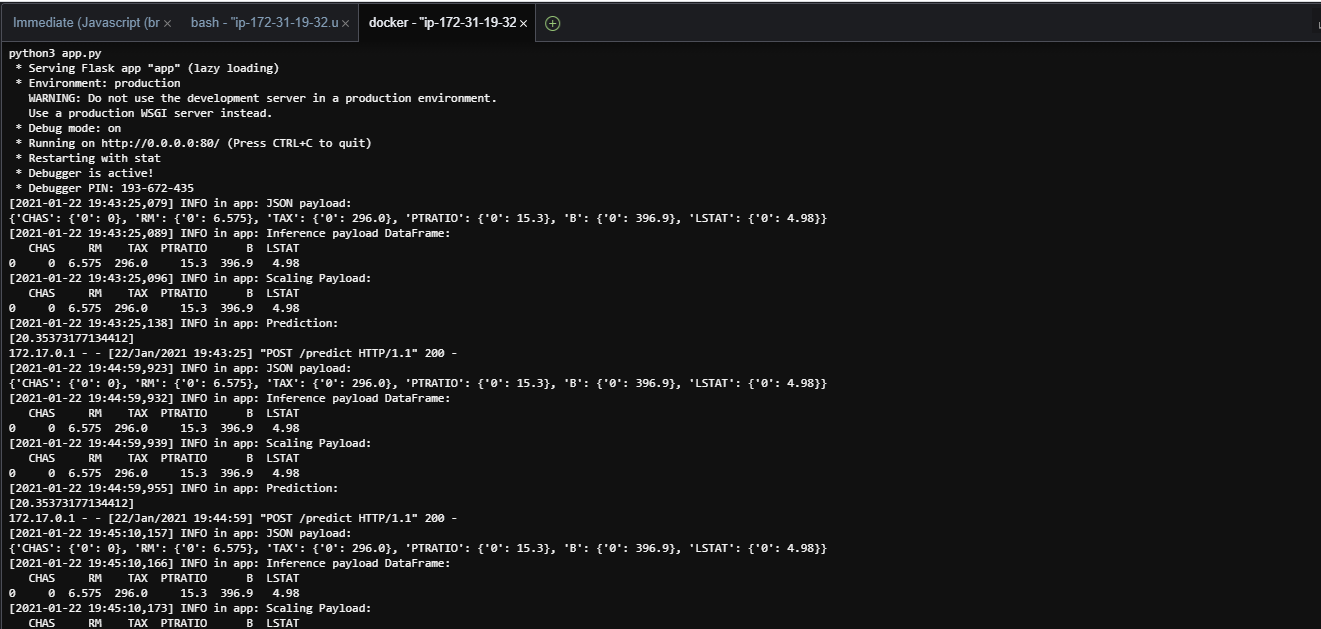 Immediate (Javascript (br × bash - "ip-172-31-19-32.u × docker - "ip-172-31-19-32 ×
python3 app.py
 * Serving Flask app "app" (lazy loading)
 * Environment: production
   WARNING: Do not use the development server in a production environment.
   Use a production WSGI server instead.
 * Debug mode: on
 * Running on http://0.0.0.0:80/ (Press CTRL+C to quit)
 * Restarting with stat
 * Debugger is active!
 * Debugger PIN: 193-672-435
[2021-01-22 19:43:25,079] INFO in app: JSON payload:
{'CHAS': {'0': 0}, 'RM': {'0': 6.575}, 'TAX': {'0': 296.0}, 'PTRATIO': {'0': 15.3}, 'B': {'0': 396.9}, 'LSTAT': {'0': 4.98}}
[2021-01-22 19:43:25,089] INFO in app: Inference payload DataFrame:
   CHAS     RM    TAX  PTRATIO      B  LSTAT
0     0  6.575  296.0     15.3  396.9   4.98
[2021-01-22 19:43:25,096] INFO in app: Scaling Payload:
   CHAS     RM    TAX  PTRATIO      B  LSTAT
0     0  6.575  296.0     15.3  396.9   4.98
[2021-01-22 19:43:25,138] INFO in app: Prediction:
[20.35373177134412]
172.17.0.1 - - [22/Jan/2021 19:43:25] "POST /predict HTTP/1.1" 200 -
[2021-01-22 19:44:59,923] INFO in app: JSON payload:
{'CHAS': {'0': 0}, 'RM': {'0': 6.575}, 'TAX': {'0': 296.0}, 'PTRATIO': {'0': 15.3}, 'B': {'0': 396.9}, 'LSTAT': {'0': 4.98}}
[2021-01-22 19:44:59,932] INFO in app: Inference payload DataFrame:
   CHAS     RM    TAX  PTRATIO      B  LSTAT
0     0  6.575  296.0     15.3  396.9   4.98
[2021-01-22 19:44:59,939] INFO in app: Scaling Payload:
   CHAS     RM    TAX  PTRATIO      B  LSTAT
0     0  6.575  296.0     15.3  396.9   4.98
[2021-01-22 19:44:59,955] INFO in app: Prediction:
[20.35373177134412]
172.17.0.1 - - [22/Jan/2021 19:44:59] "POST /predict HTTP/1.1" 200 -
[2021-01-22 19:45:10,157] INFO in app: JSON payload:
{'CHAS': {'0': 0}, 'RM': {'0': 6.575}, 'TAX': {'0': 296.0}, 'PTRATIO': {'0': 15.3}, 'B': {'0': 396.9}, 'LSTAT': {'0': 4.98}}
[2021-01-22 19:45:10,166] INFO in app: Inference payload DataFrame:
   CHAS     RM    TAX  PTRATIO      B  LSTAT
0     0  6.575  296.0     15.3  396.9   4.98
[2021-01-22 19:45:10,173] INFO in app: Scaling Payload:
   CHAS     RM    TAX  PTRATIO      B  LSTAT